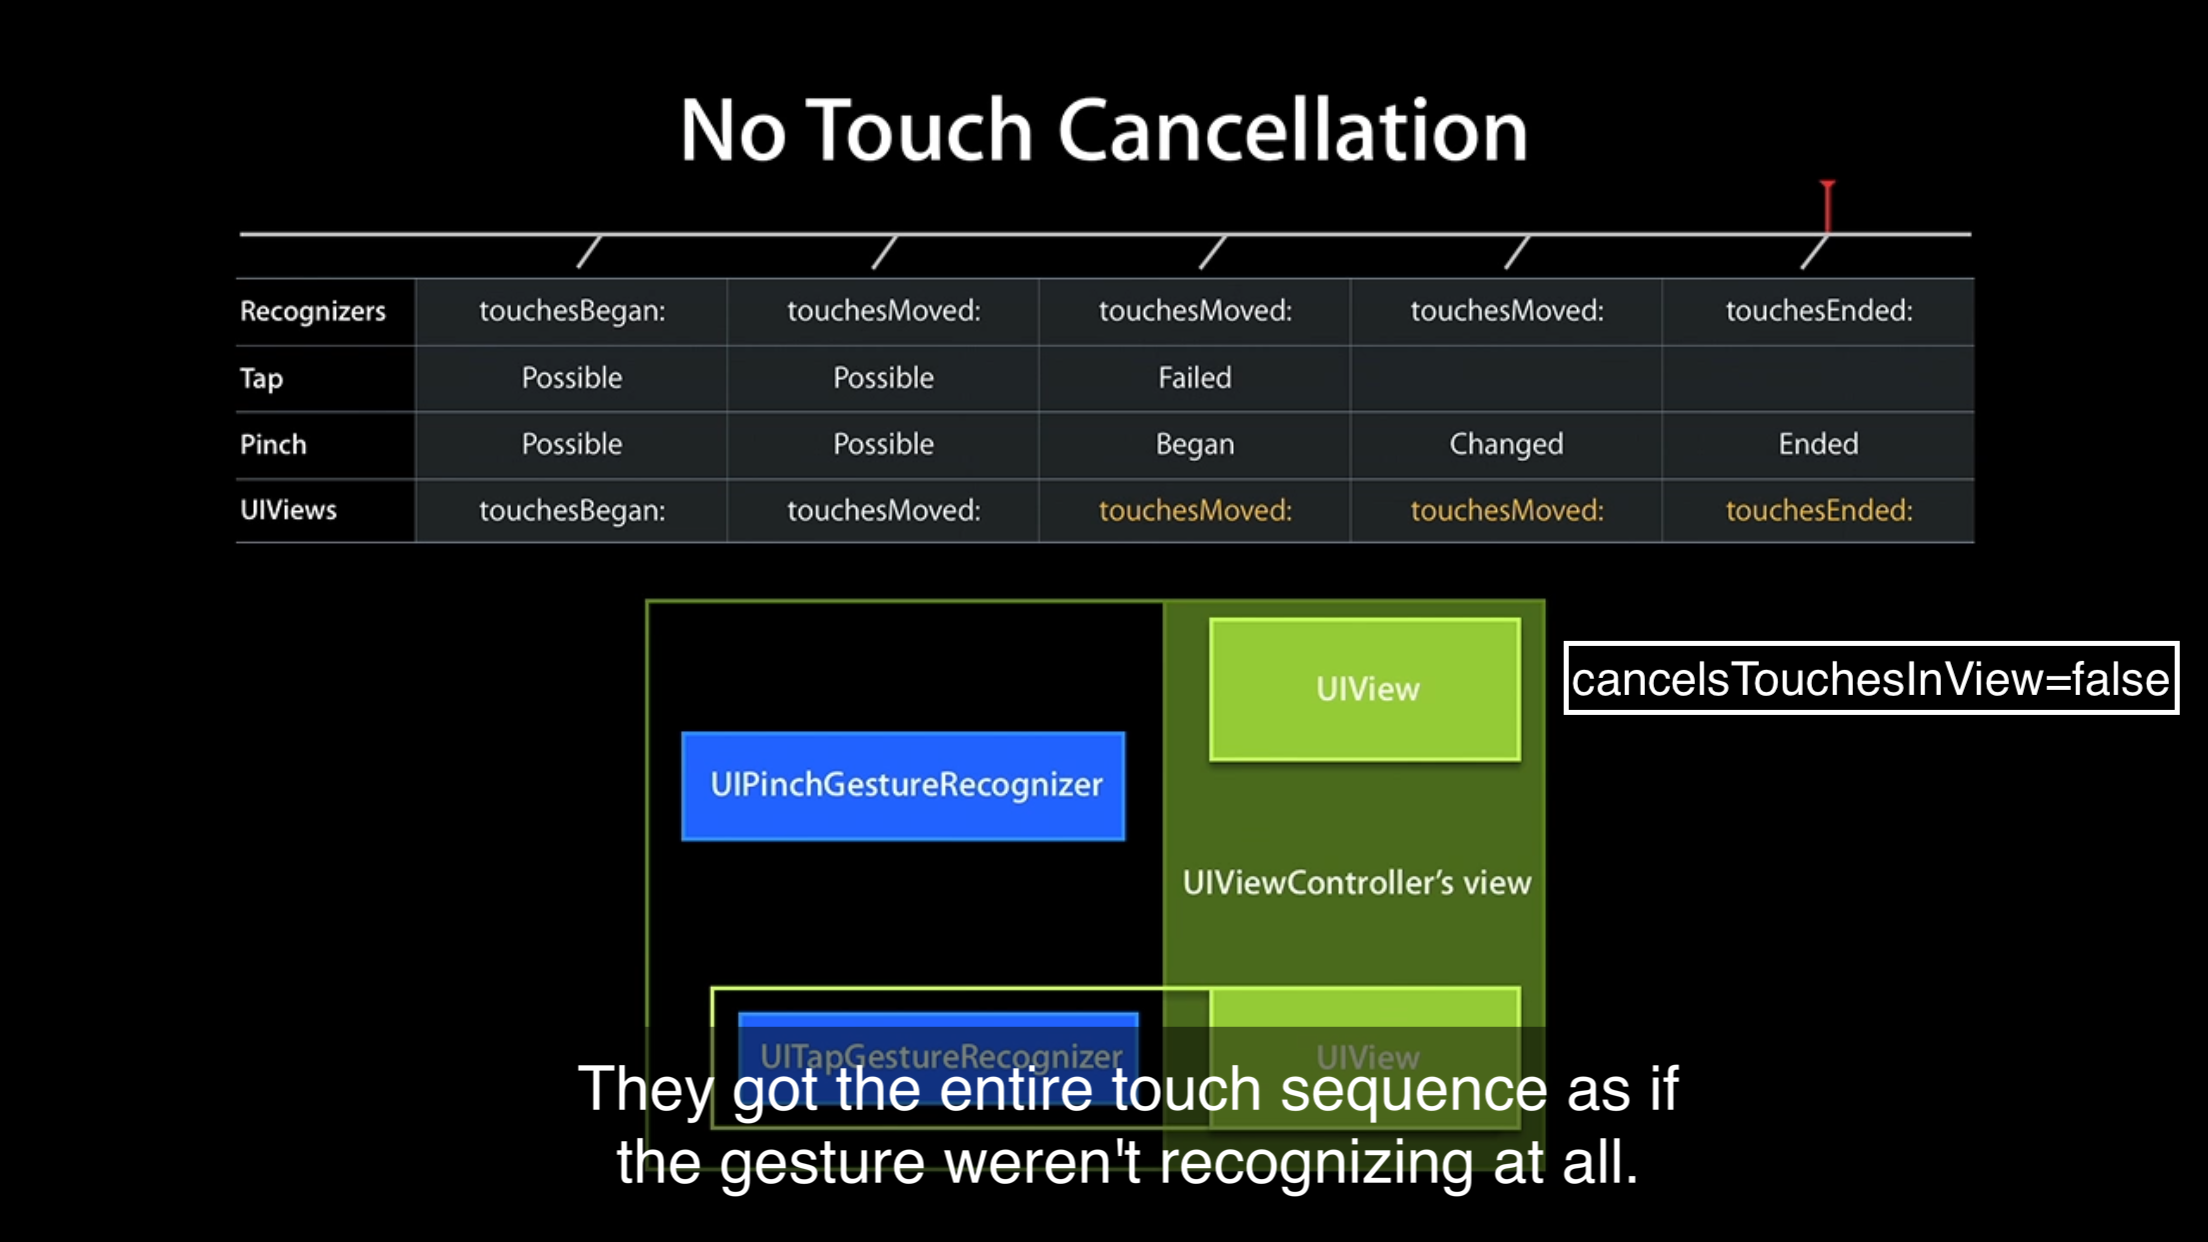 No Touch Cancellation
Recognizers touchesBegan: touchesMoved: touchesMoved: touchesMoved: touchesEnded:
Tap Possible Possible Failed
Pinch Possible Possible Began Changed Ended
UIViews touchesBegan: touchesMoved: touchesMoved: touchesMoved: touchesEnded:
UIView
cancelsTouchesInView=false
UIPinchGestureRecognizer
UIViewController’s view
UITapGestureRecognizer
UIView
They got the entire touch sequence as if
the gesture weren't recognizing at all.